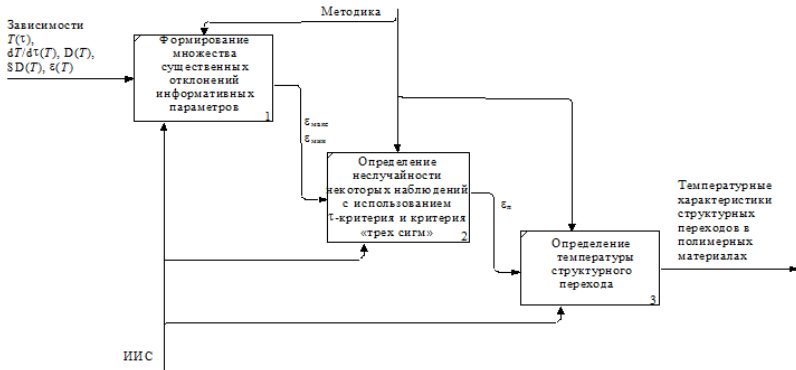 Методика
Зависимости
T(τ),
dT/dτ(T), D(T),
SD(T), ε(T)
Формирование
множества
существенных
отклонений
информативных
параметров
1
εмакс
εмин
Определение
неслучайности
некоторых наблюдений
с использованием
τ-критерия и критерия
«трех сигм»
2
εп
Температурные
характеристики
структурных
переходов в
полимерных
материалах
Определение
температуры
структурного
перехода
3
ИИС